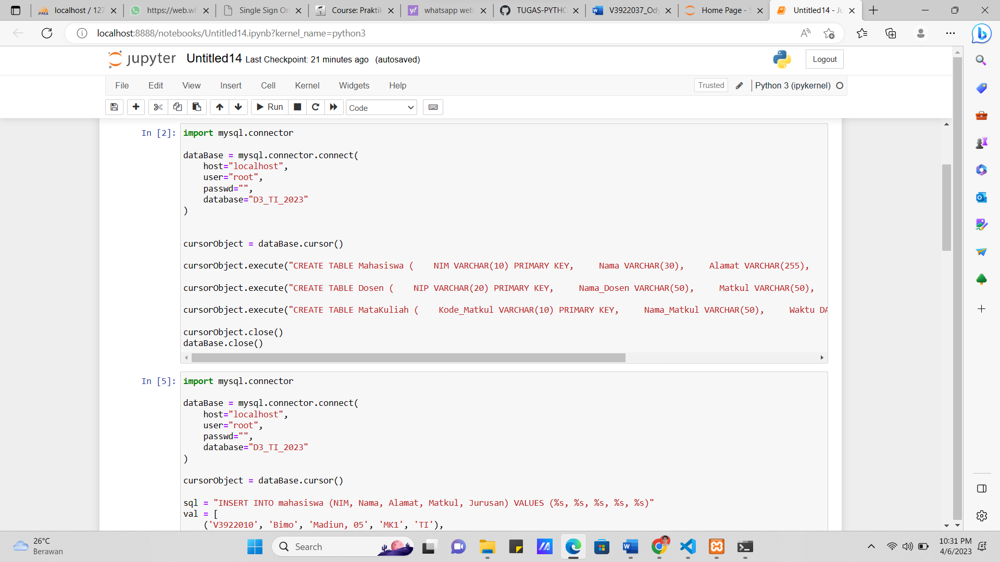 localhost / 127
https://web.wh
Single Sign On
Course: Praktik
whatsapp web
TUGAS-PYTHO
V3922037_Ody
Home Page - S
Untitled14 - Ju
localhost:8888/notebooks/Untitled14.ipynb?kernel_name=python3
jupyter Untitled14 Last Checkpoint: 21 minutes ago (autosaved)
Logout
File Edit View Insert Cell Kernel Widgets Help
Trusted Python 3 (ipykernel)
Run Code
In [2]: import mysql.connector
dataBase = mysql.connector.connect(
host="localhost",
user="root",
passwd="",
database="D3_TI_2023"
)
cursorObject = dataBase.cursor()
cursorObject.execute("CREATE TABLE Mahasiswa (    NIM VARCHAR(10) PRIMARY KEY,     Nama VARCHAR(30),     Alamat VARCHAR(255),
cursorObject.execute("CREATE TABLE Dosen (    NIP VARCHAR(20) PRIMARY KEY,     Nama_Dosen VARCHAR(50),     Matkul VARCHAR(50),
cursorObject.execute("CREATE TABLE MataKuliah (    Kode_Matkul VARCHAR(10) PRIMARY KEY,     Nama_Matkul VARCHAR(50),     Waktu DA
cursorObject.close()
dataBase.close()
In [5]: import mysql.connector
dataBase = mysql.connector.connect(
host="localhost",
user="root",
passwd="",
database="D3_TI_2023"
)
cursorObject = dataBase.cursor()
sql = "INSERT INTO mahasiswa (NIM, Nama, Alamat, Matkul, Jurusan) VALUES (%s, %s, %s, %s, %s)"
val = [
('V3922010', 'Bimo', 'Madiun, 05', 'MK1', 'TI'),
26°C
Berawan
Search
10:31 PM
4/6/2023